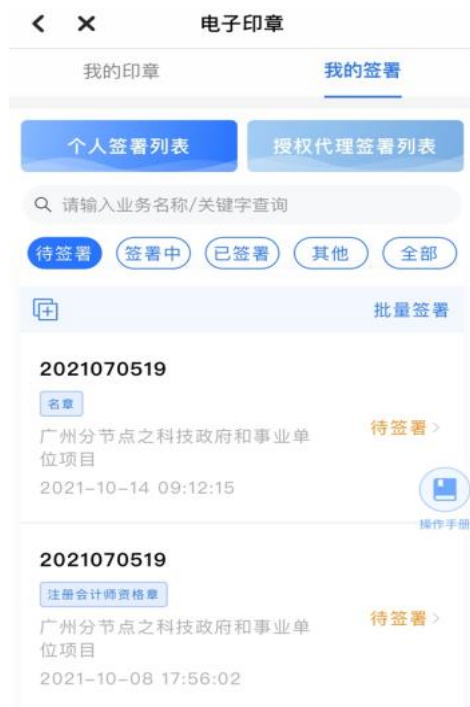 电子印章
我的印章 我的签署
个人签署列表 授权代理签署列表
请输入业务名称/关键字查询
待签署 签署中 已签署 其他 全部
批量签署
2021070519
名章
广州分节点之科技政府和事业单
位项目
待签署
2021-10-14 09:12:15
操作手册
2021070519
注册会计师资格章
广州分节点之科技政府和事业单
位项目
待签署
2021-10-08 17:56:02